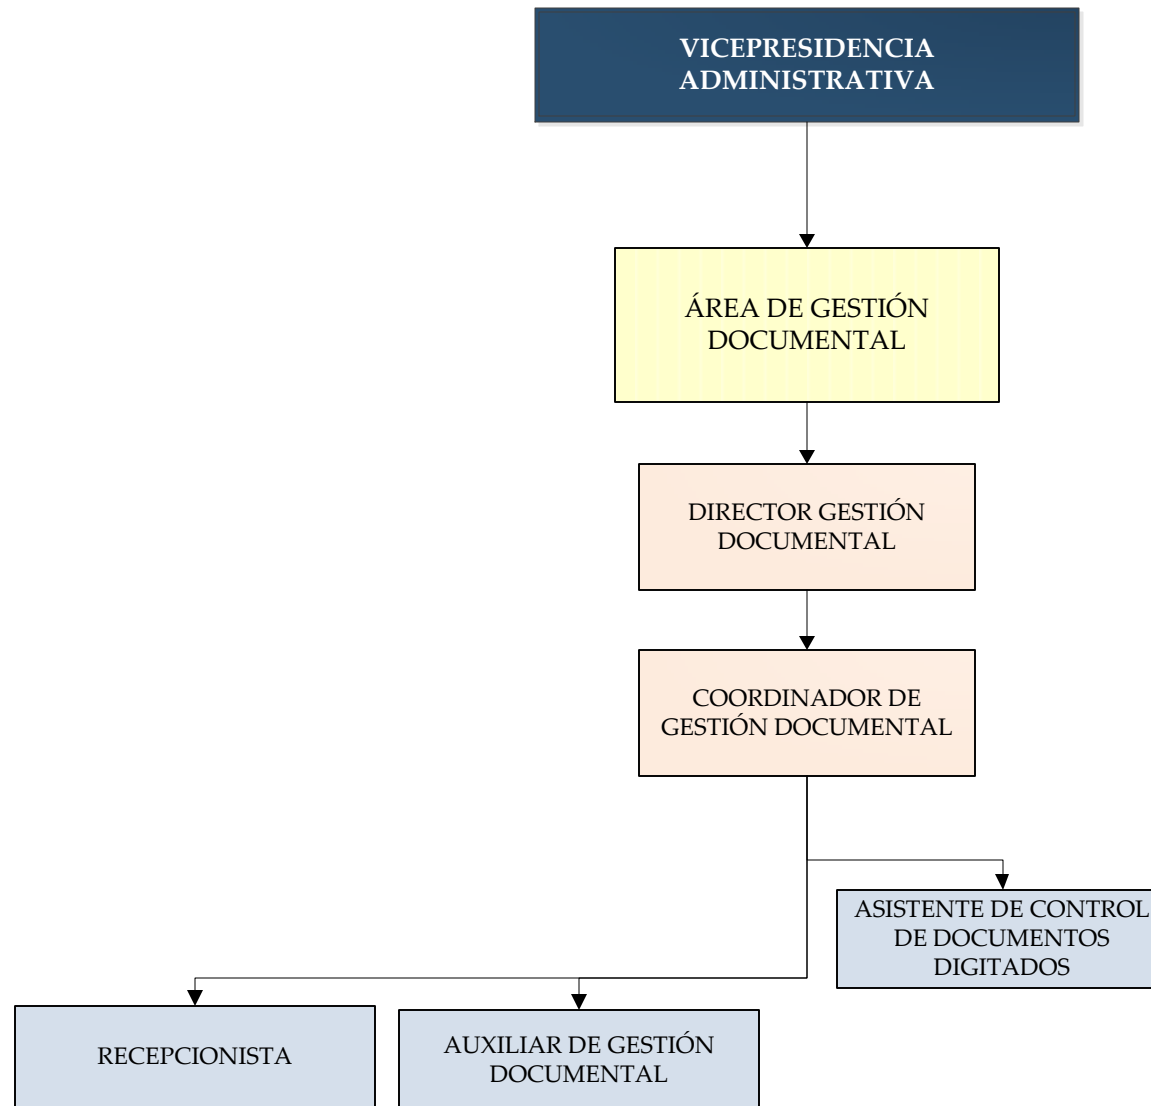 VICEPRESIDENCIA
ADMINISTRATIVA
ÁREA DE GESTIÓN
DOCUMENTAL
DIRECTOR GESTIÓN
DOCUMENTAL
COORDINADOR DE
GESTIÓN DOCUMENTAL
ASISTENTE DE CONTROL
DE DOCUMENTOS
DIGITADOS
RECEPCIONISTA
AUXILIAR DE GESTIÓN
DOCUMENTAL